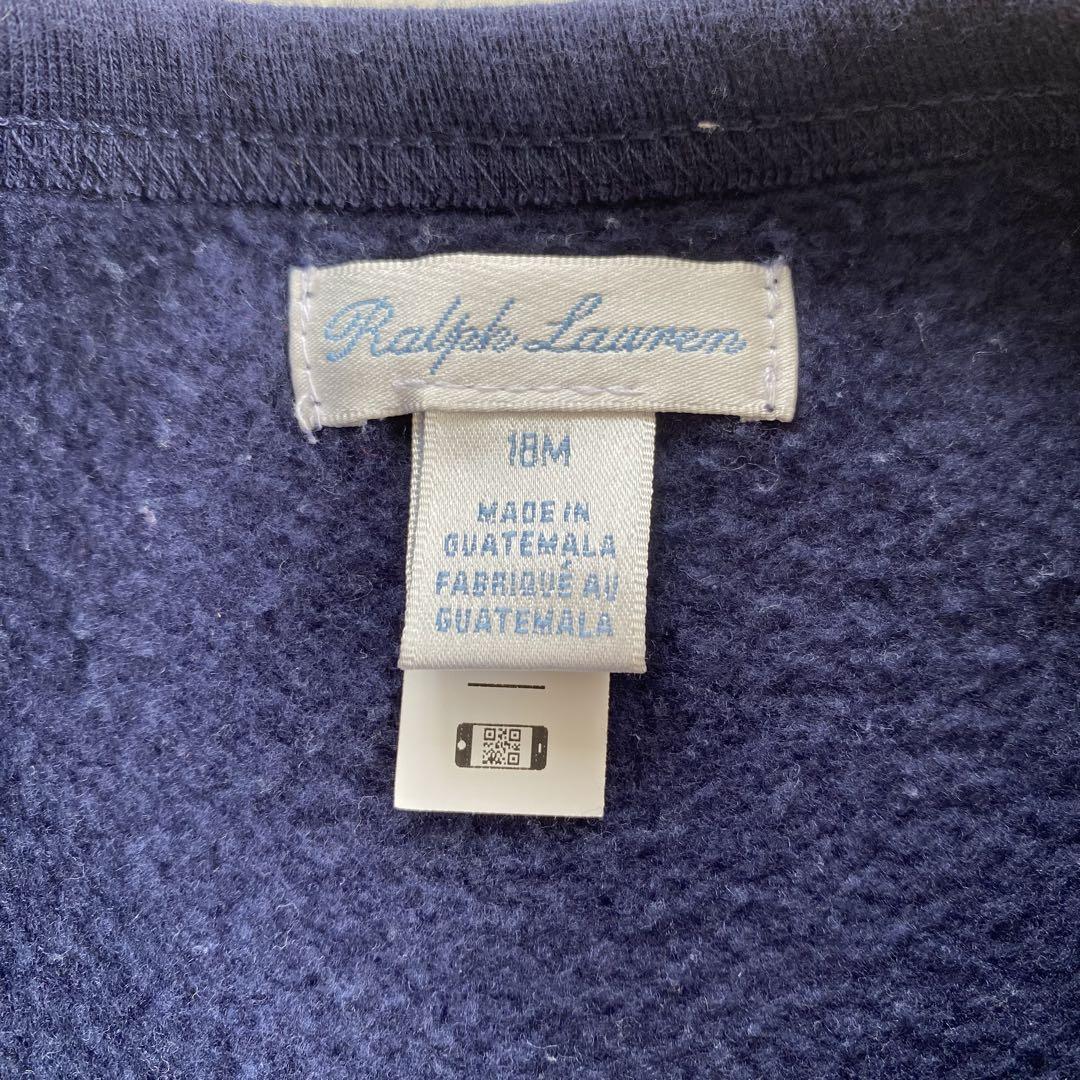 Ralph Lauren
18M
MADE IN
GUATEMALA
FABRIQUÉ AU
GUATEMALA